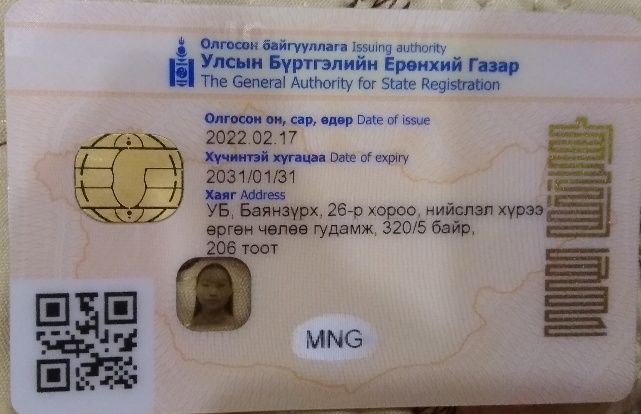 Олгосон байгууллага Issuing authority
Улсын Бүртгэлийн Ерөнхий Газар
The General Authority for State Registration
Олгосон он, сар, өдөр Date of issue
2022.02.17
Хүчинтэй хугацаа Date of expiry
2031/01/31
Хаяг Address
УБ, Баянзүрх, 26-р хороо, нийслэл хүрээ
өргөн чөлөө гудамж, 320/5 байр,
206 тоот
MNG